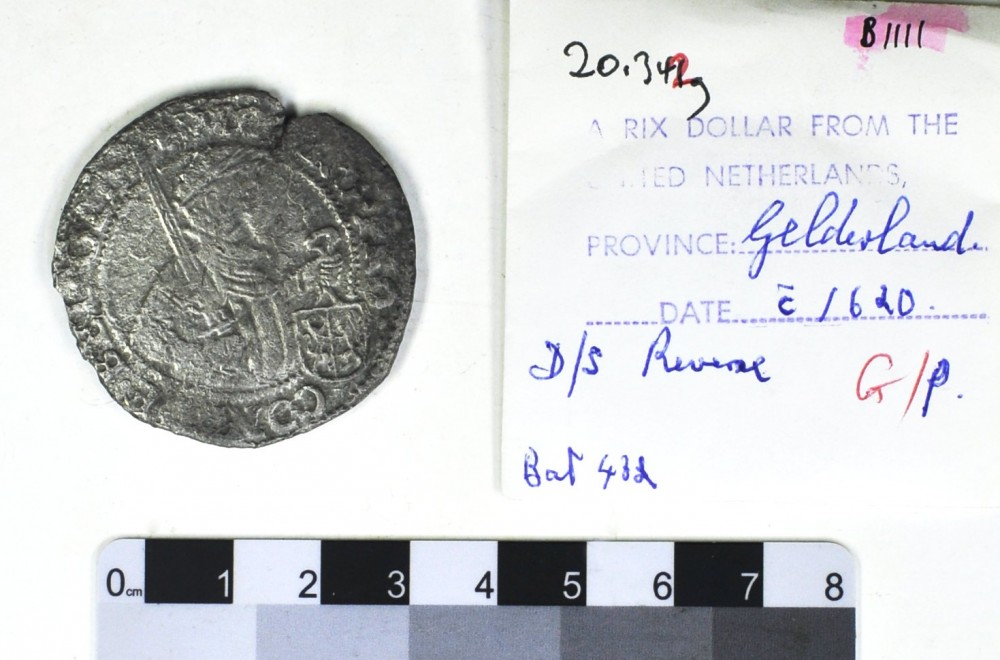 B1111
20.342g
A RIX DOLLAR FROM THE
UNITED NETHERLANDS,
PROVINCE: Gelderland.
DATE c̄ 1620.
D/S Reverse
G/P.
Bat 432
0cm 1 2 3 4 5 6 7 8